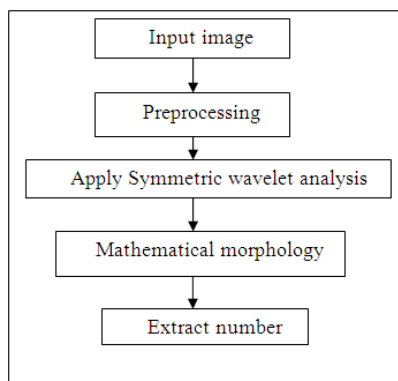 Input image
Preprocessing
Apply Symmetric wavelet analysis
Mathematical morphology
Extract number